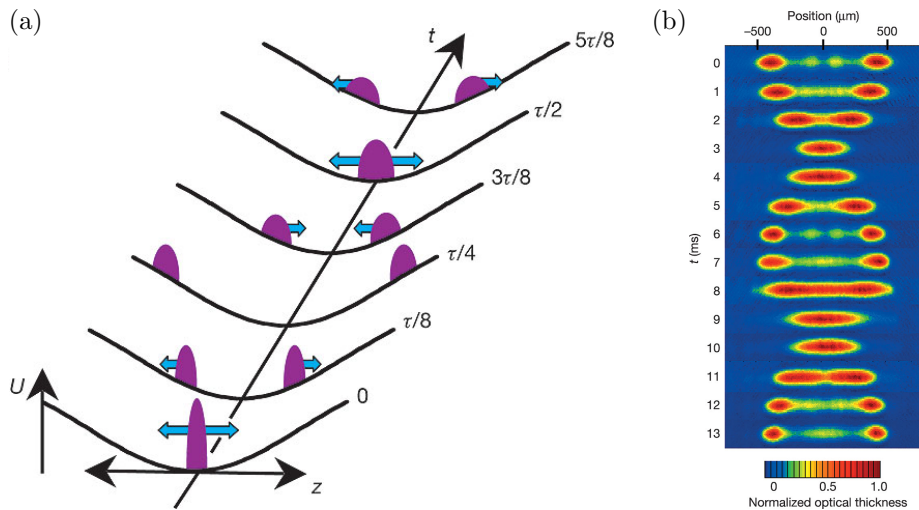 (a)
t
5τ/8
τ/2
3τ/8
τ/4
τ/8
U
0
z
(b)
Position (μm)
−500 0 500
0
1
2
3
4
5
6
7
8
9
10
11
12
13
t (ms)
0 0.5 1.0
Normalized optical thickness